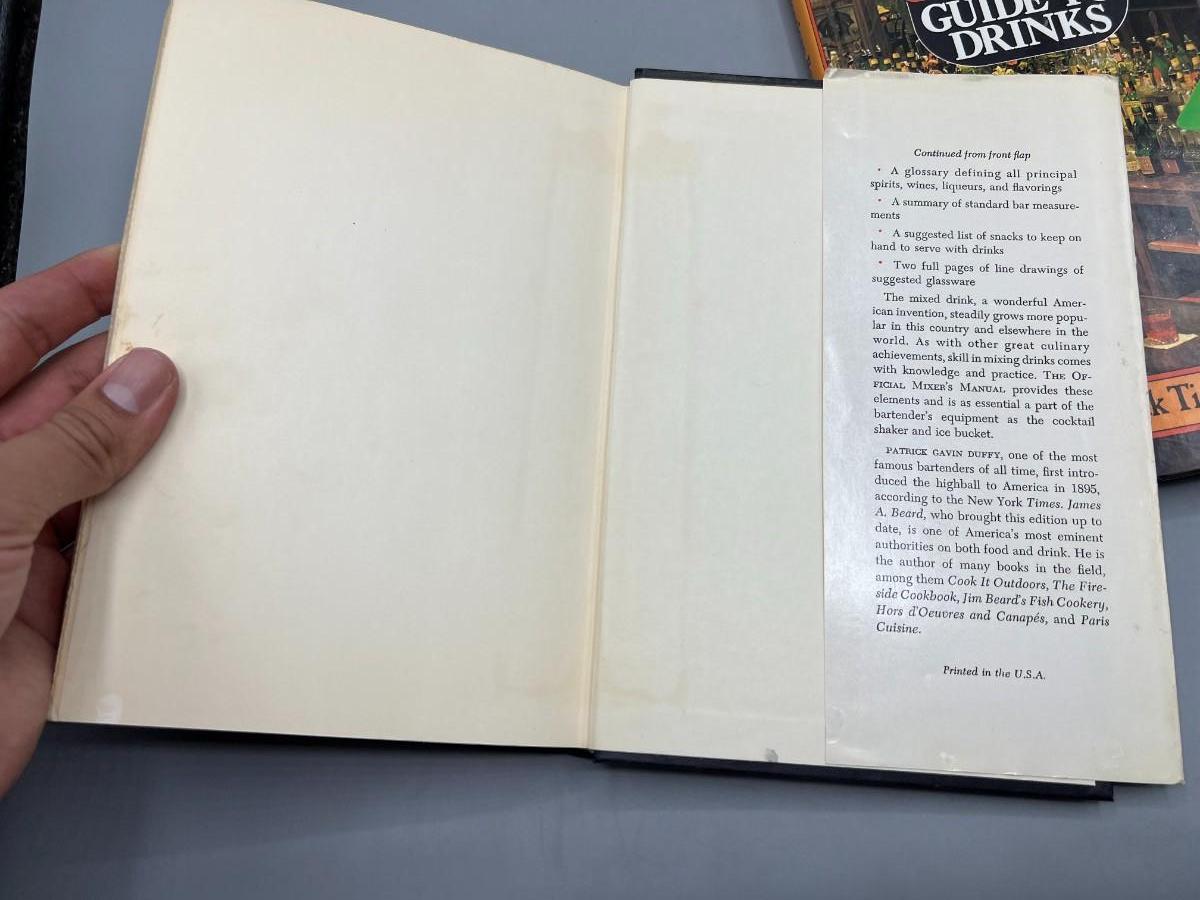 GUIDE
DRINKS
Continued from front flap
• A glossary defining all principal
spirits, wines, liqueurs, and flavorings
• A summary of standard bar measure-
ments
• A suggested list of snacks to keep on
hand to serve with drinks
• Two full pages of line drawings of
suggested glassware
The mixed drink, a wonderful Amer-
ican invention, steadily grows more popu-
lar in this country and elsewhere in the
world. As with other great culinary
achievements, skill in mixing drinks comes
with knowledge and practice. THE OF-
FICIAL MIXER'S MANUAL provides these
elements and is as essential a part of the
bartender's equipment as the cocktail
shaker and ice bucket.
PATRICK GAVIN DUFFY, one of the most
famous bartenders of all time, first intro-
duced the highball to America in 1895,
according to the New York Times. James
A. Beard, who brought this edition up to
date, is one of America's most eminent
authorities on both food and drink. He is
the author of many books in the field,
among them Cook It Outdoors, The Fire-
side Cookbook, Jim Beard's Fish Cookery,
Hors d'Oeuvres and Canapés, and Paris
Cuisine.
Printed in the U.S.A.